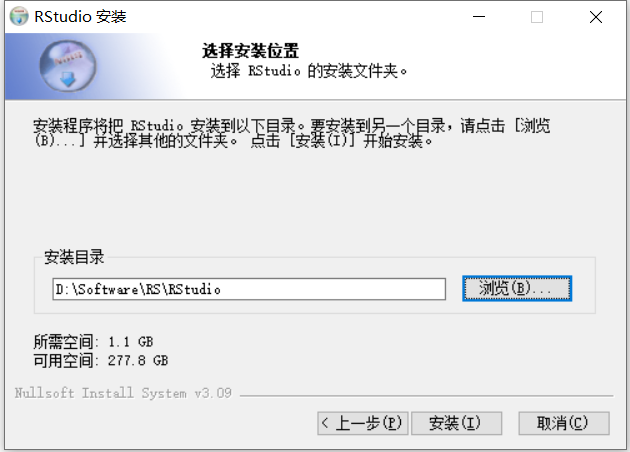 RStudio 安装
选择安装位置
选择 RStudio 的安装文件夹。
安装程序将把 RStudio 安装到以下目录。要安装到另一个目录，请点击 [浏览
(B)...] 并选择其他的文件夹。 点击 [安装(I)] 开始安装。
安装目录
D:\Software\RS\RStudio
浏览(B)...
所需空间: 1.1 GB
可用空间: 277.8 GB
Nullsoft Install System v3.09
< 上一步(P)
安装(I)
取消(C)